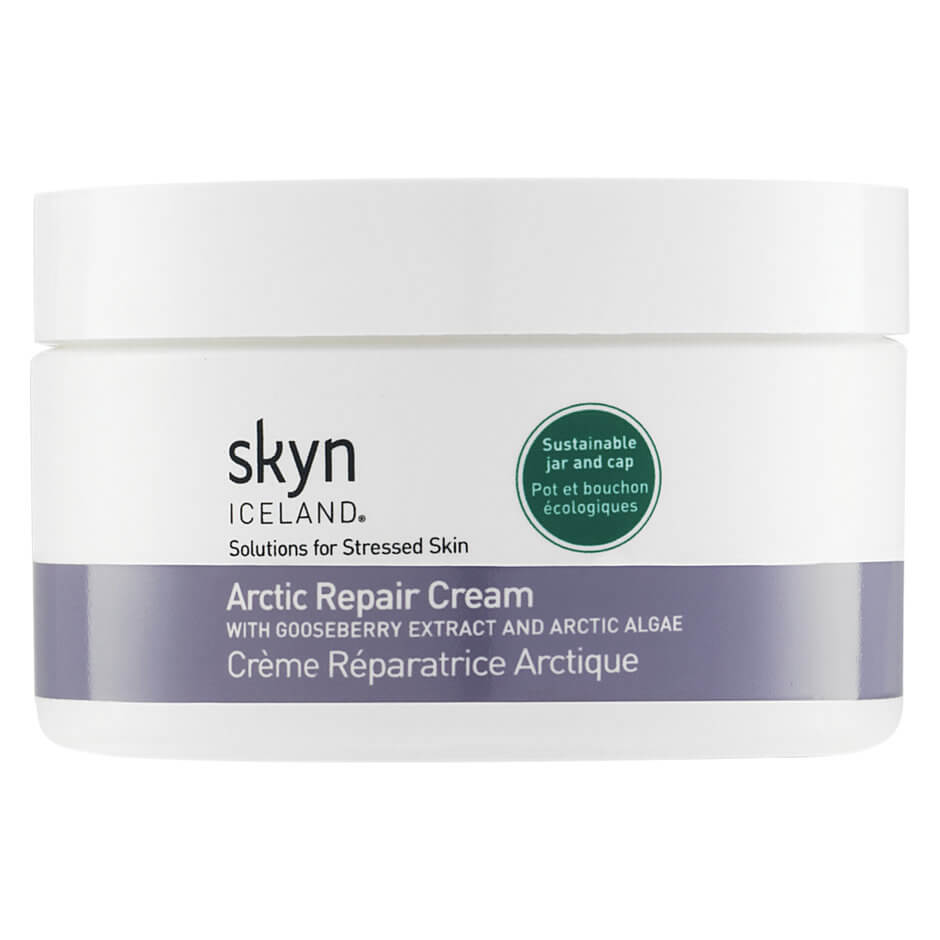 skyn
ICELAND®
Solutions for Stressed Skin
Sustainable
jar and cap
Pot et bouchon
écologiques
Arctic Repair Cream
WITH GOOSEBERRY EXTRACT AND ARCTIC ALGAE
Crème Réparatrice Arctique